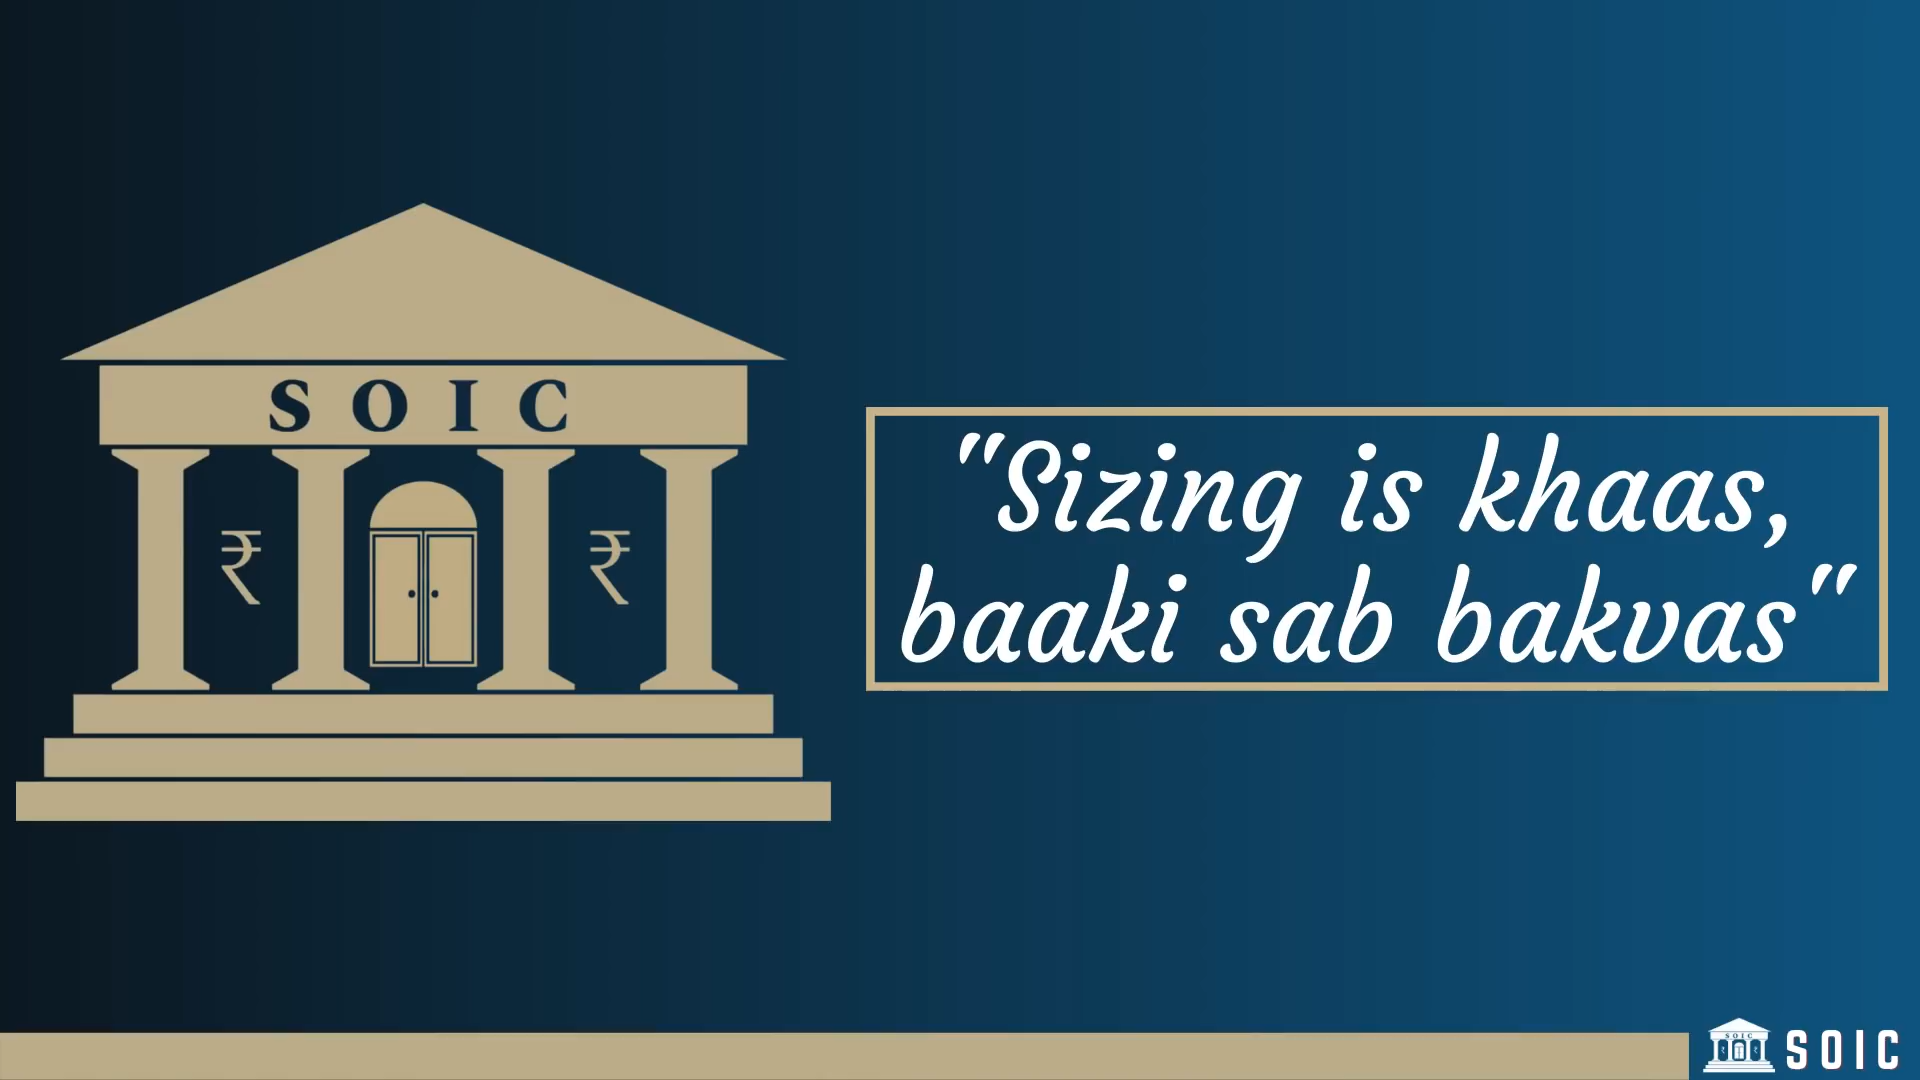 SOIC
₹ ₹
"Sizing is khaas,
baaki sab bakvas"
SOIC
SOIC